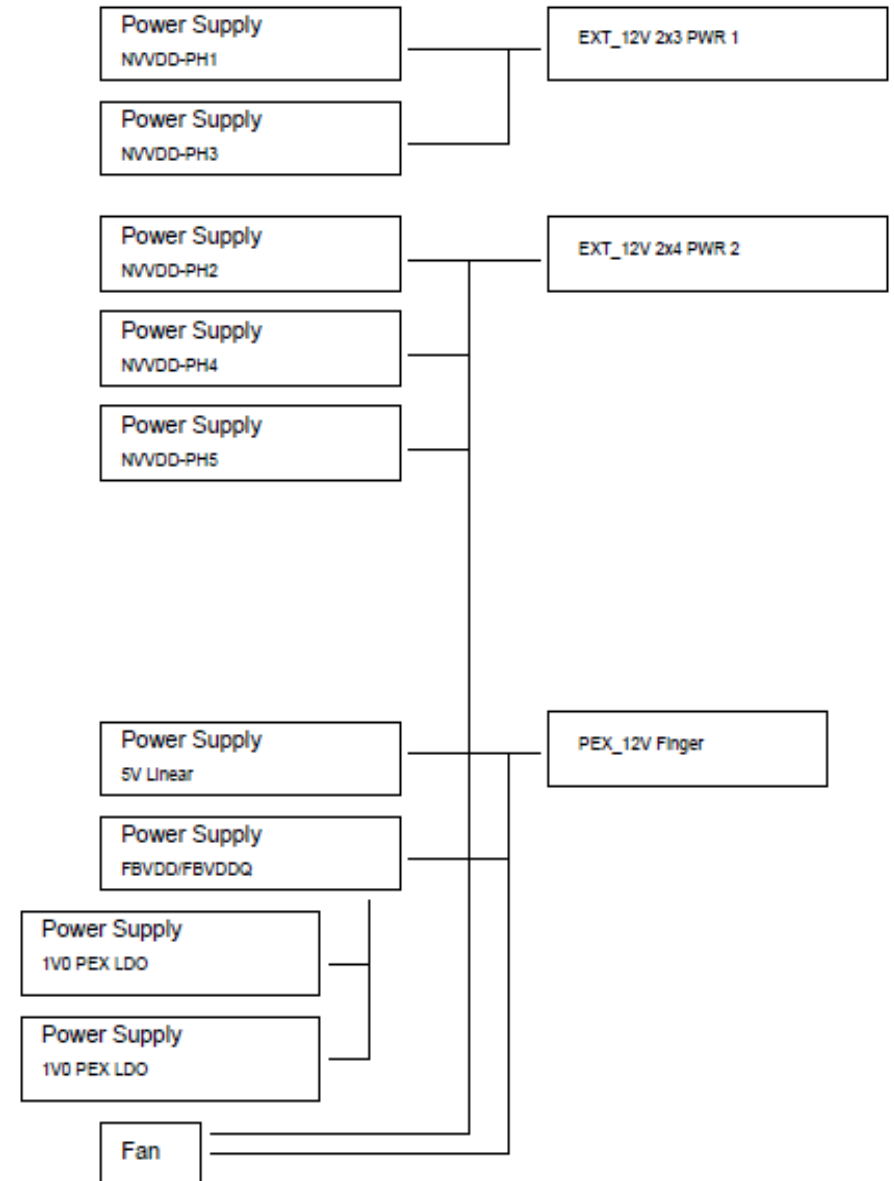 Power Supply
NVVDD-PH1
EXT_12V 2x3 PWR 1
Power Supply
NVVDD-PH3
Power Supply
NVVDD-PH2
EXT_12V 2x4 PWR 2
Power Supply
NVVDD-PH4
Power Supply
NVVDD-PH5
Power Supply
5V Linear
PEX_12V Finger
Power Supply
FBVDD/FBVDDQ
Power Supply
1V0 PEX LDO
Power Supply
1V0 PEX LDO
Fan